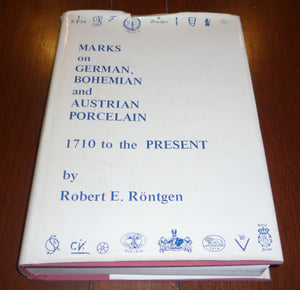 MARKS
on
GERMAN,
BOHEMIAN
and
AUSTRIAN
PORCELAIN
1710 to the PRESENT
by
Robert E. Röntgen